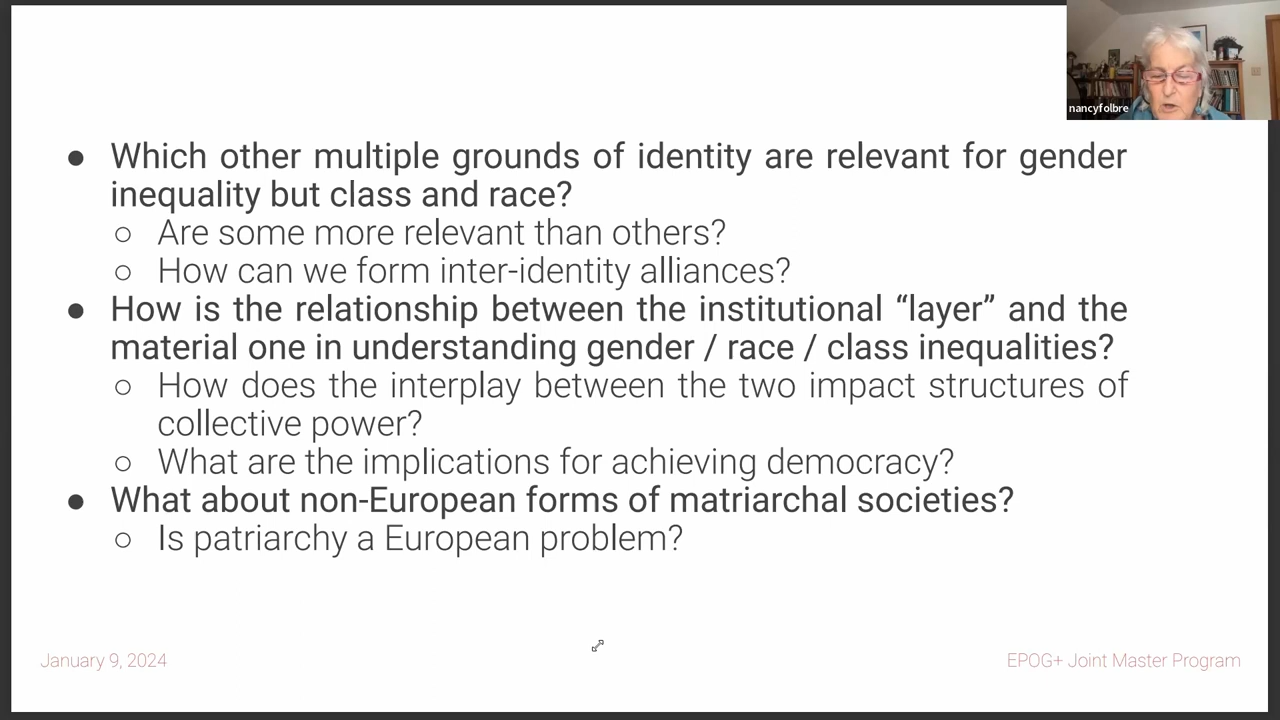 nancyfolbre
● Which other multiple grounds of identity are relevant for gender
inequality but class and race?
○ Are some more relevant than others?
○ How can we form inter-identity alliances?
● How is the relationship between the institutional “layer” and the
material one in understanding gender / race / class inequalities?
○ How does the interplay between the two impact structures of
collective power?
○ What are the implications for achieving democracy?
● What about non-European forms of matriarchal societies?
○ Is patriarchy a European problem?
January 9, 2024
EPOG+ Joint Master Program